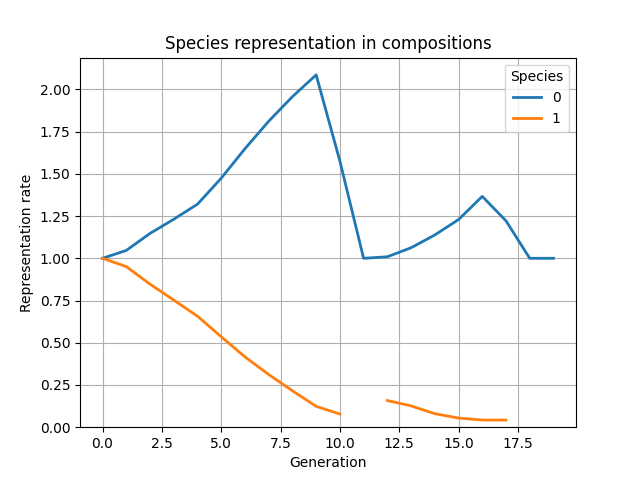 Species representation in compositions
Species
0
1
Representation rate
2.00
1.75
1.50
1.25
1.00
0.75
0.50
0.25
0.00
0.0 2.5 5.0 7.5 10.0 12.5 15.0 17.5
Generation